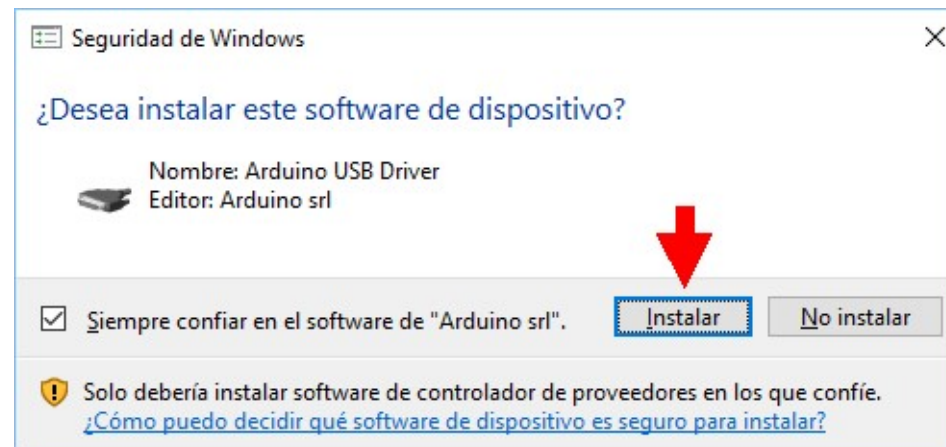 Seguridad de Windows
¿Desea instalar este software de dispositivo?
Nombre: Arduino USB Driver
Editor: Arduino srl
Siempre confiar en el software de "Arduino srl".
Instalar
No instalar
Solo debería instalar software de controlador de proveedores en los que confíe.
¿Cómo puedo decidir qué software de dispositivo es seguro para instalar?